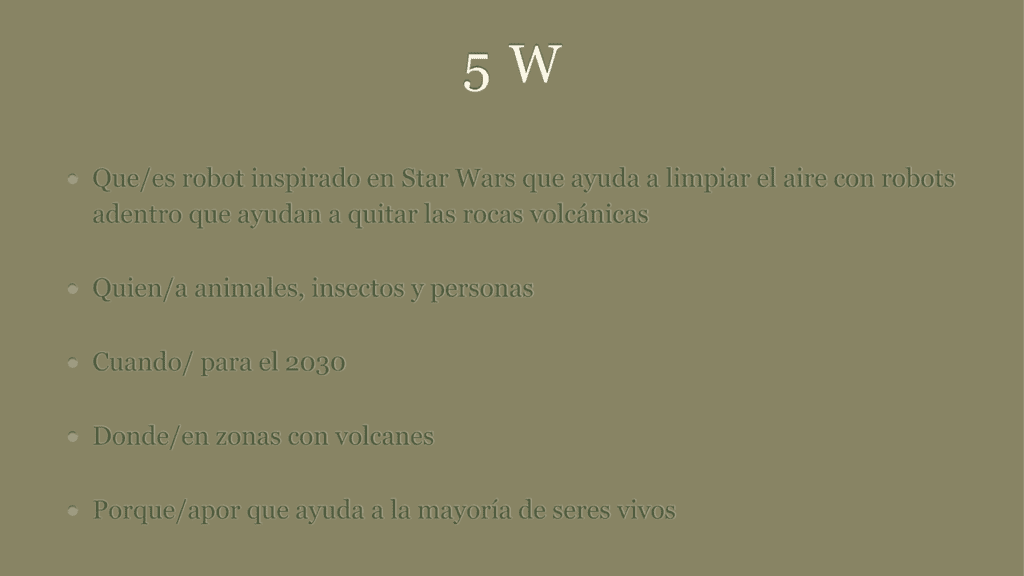 5 W
• Que/es robot inspirado en Star Wars que ayuda a limpiar el aire con robots
adentro que ayudan a quitar las rocas volcánicas
• Quien/a animales, insectos y personas
• Cuando/ para el 2030
• Donde/en zonas con volcanes
• Porque/apor que ayuda a la mayoría de seres vivos